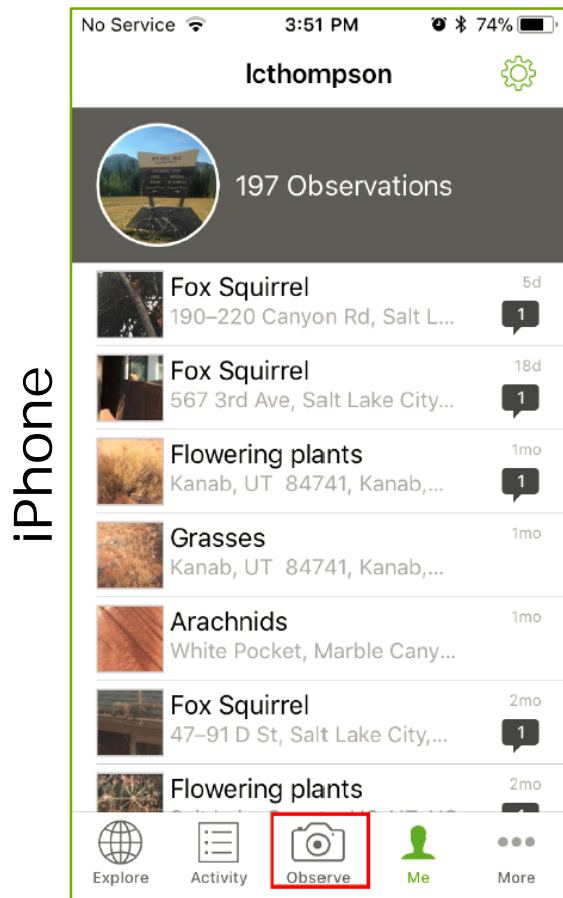 iPhone
No Service 3:51 PM 74%
lcthompson
197 Observations
Fox Squirrel 5d
190–220 Canyon Rd, Salt L... 1
Fox Squirrel 18d
567 3rd Ave, Salt Lake City... 1
Flowering plants 1mo
Kanab, UT 84741, Kanab,... 1
Grasses 1mo
Kanab, UT 84741, Kanab,...
Arachnids 1mo
White Pocket, Marble Cany...
Fox Squirrel 2mo
47–91 D St, Salt Lake City,... 1
Flowering plants 2mo
Explore Activity Observe Me More